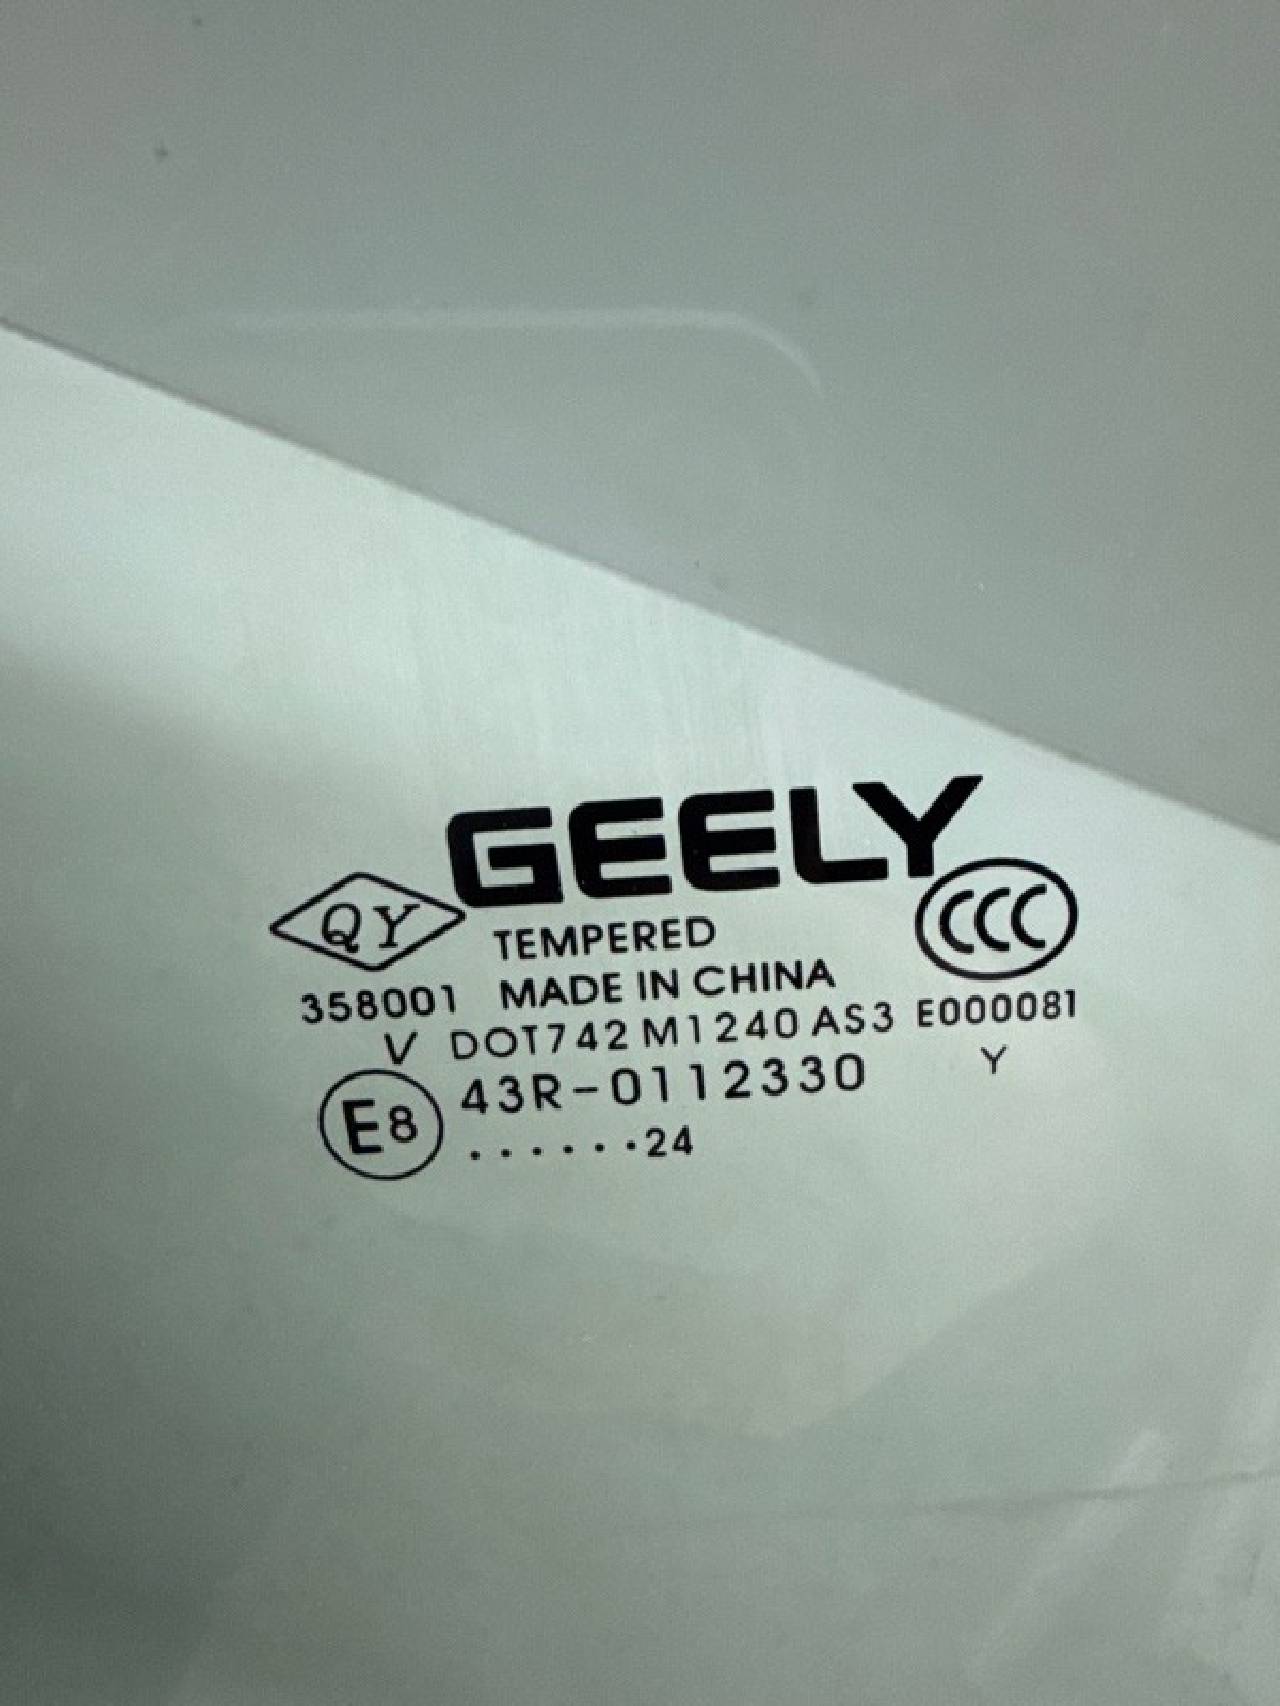 GEELY
QY
CCC
TEMPERED
358001 MADE IN CHINA
V DOT742 M1240 AS3 E000081
Y
E8 43R-0112330
.......24